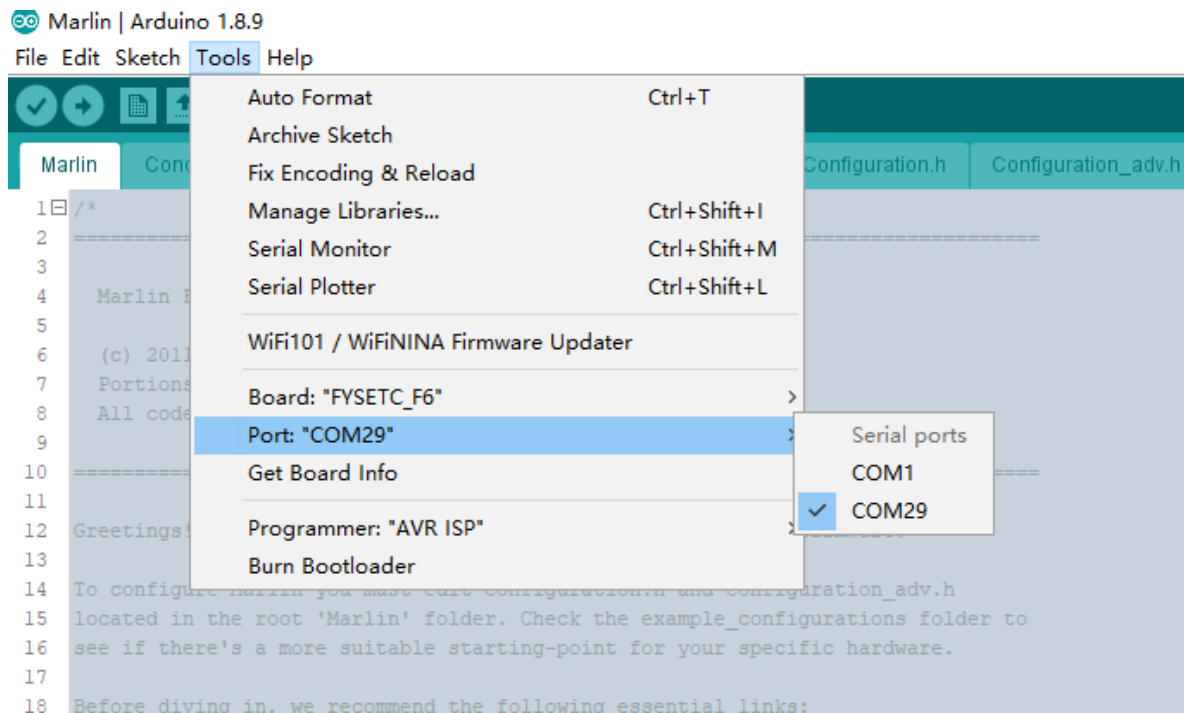 Marlin | Arduino 1.8.9
File Edit Sketch Tools Help
Auto Format Ctrl+T
Archive Sketch
Fix Encoding & Reload
Manage Libraries... Ctrl+Shift+I
Serial Monitor Ctrl+Shift+M
Serial Plotter Ctrl+Shift+L
WiFi101 / WiFiNINA Firmware Updater
Board: "FYSETC_F6"
Port: "COM29"
Get Board Info
Programmer: "AVR ISP"
Burn Bootloader
Serial ports
COM1
COM29
Marlin Configuration.h Configuration_adv.h
1 /*
2 ====================
3
4 Marlin
5
6 (c) 2011
7 Portions
8 All code
9
10 ====================
11
12 Greetings!
13
14 To configure Marlin you must edit Configuration.h and Configuration_adv.h
15 located in the root 'Marlin' folder. Check the example_configurations folder to
16 see if there's a more suitable starting-point for your specific hardware.
17
18 Before diving in, we recommend the following essential links: